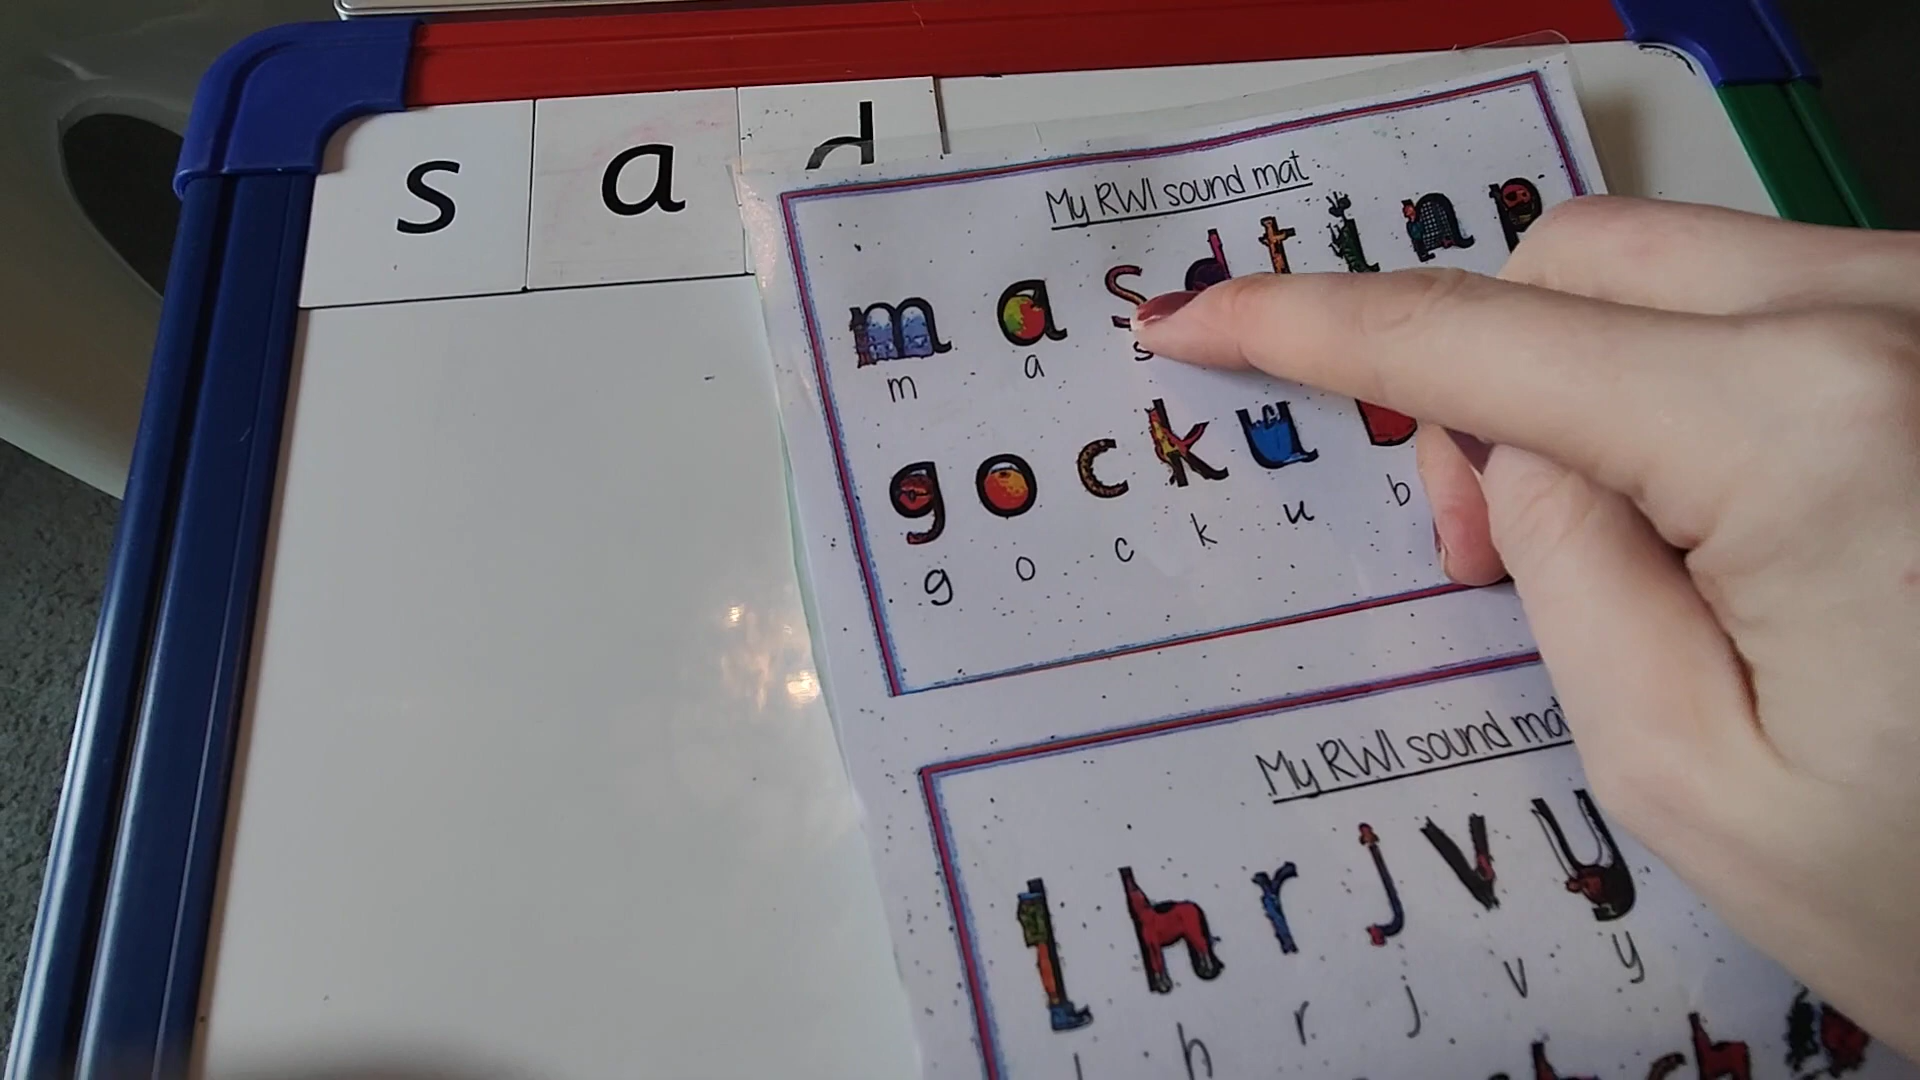 s a d
My RWI sound mat
m a s d t i n p
m a s
g o c k u b
g o c k u b
My RWI sound mat
l h r j v y
l h r j v y